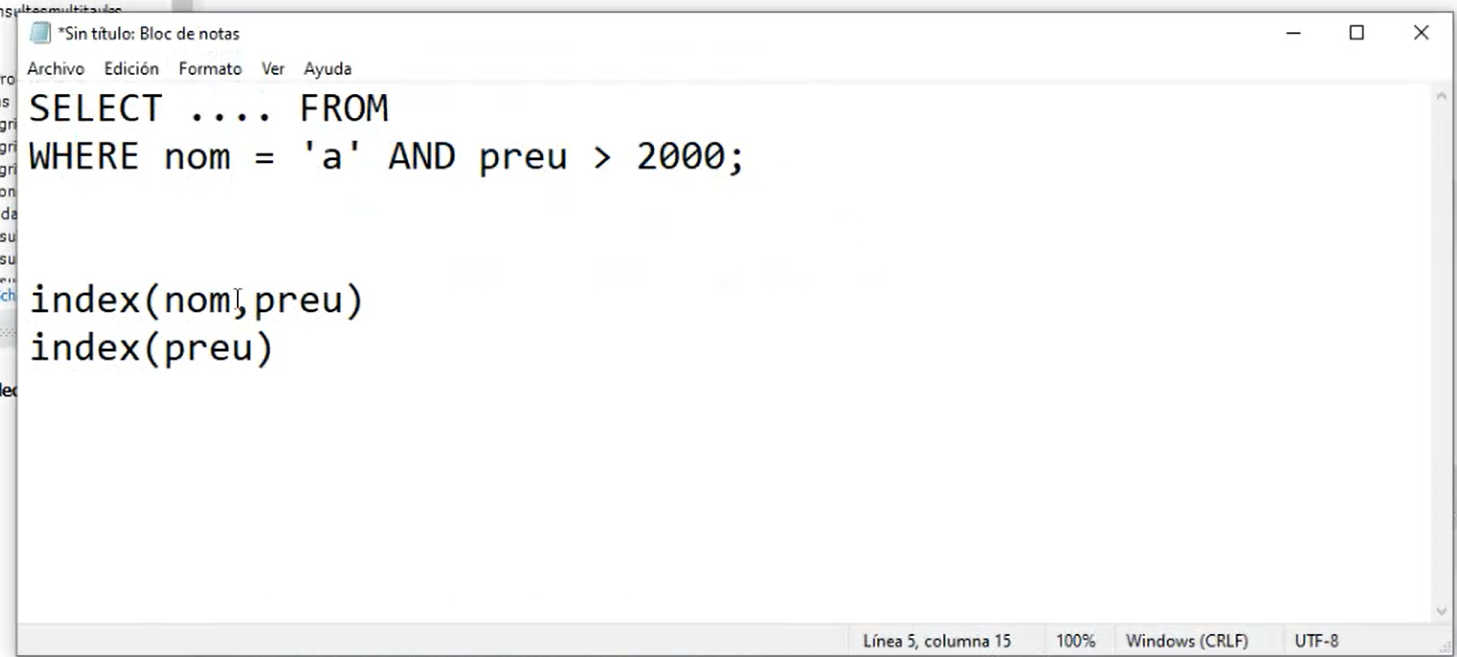 *Sin título: Bloc de notas
Archivo Edición Formato Ver Ayuda
SELECT .... FROM
WHERE nom = 'a' AND preu > 2000;
index(nom,preu)
index(preu)
Línea 5, columna 15 100% Windows (CRLF) UTF-8